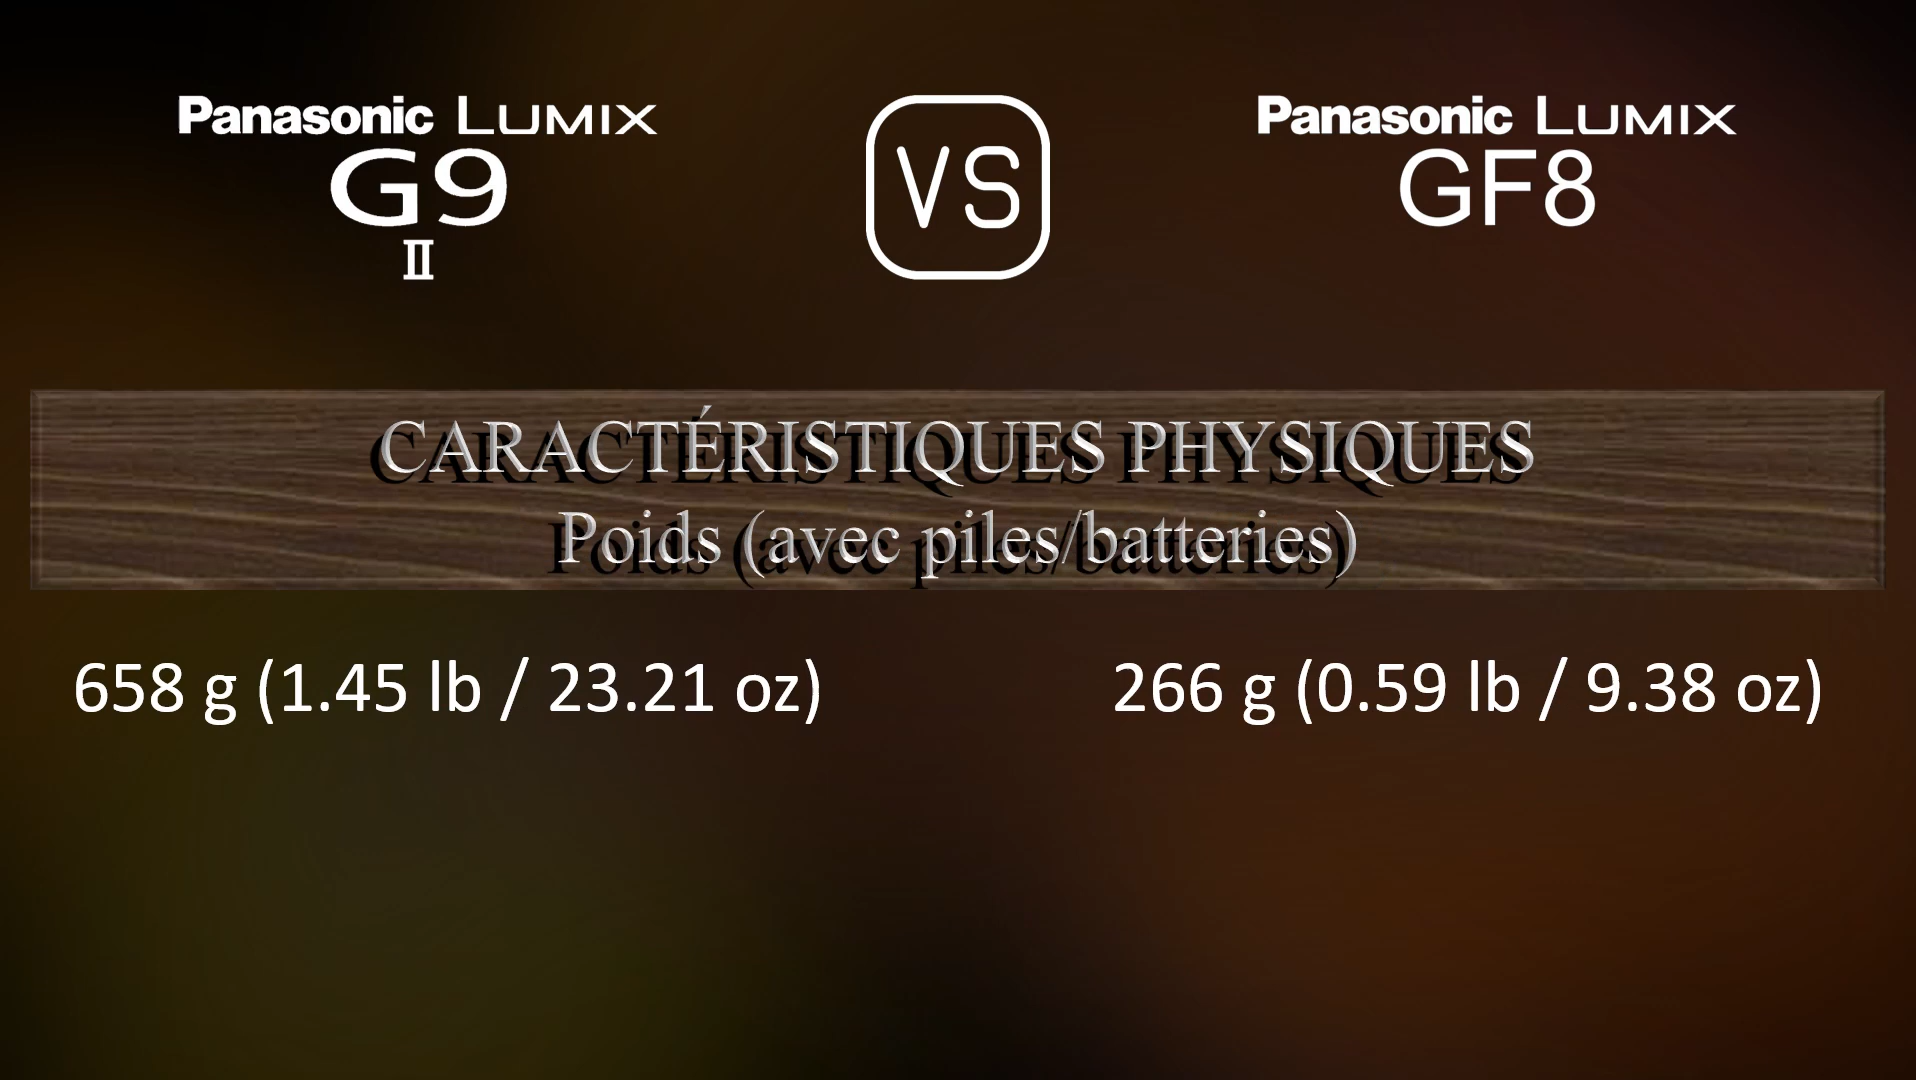 Panasonic LUMIX
G9
II
VS
Panasonic LUMIX
GF8
CARACTÉRISTIQUES PHYSIQUES
Poids (avec piles/batteries)
658 g (1.45 lb / 23.21 oz)
266 g (0.59 lb / 9.38 oz)